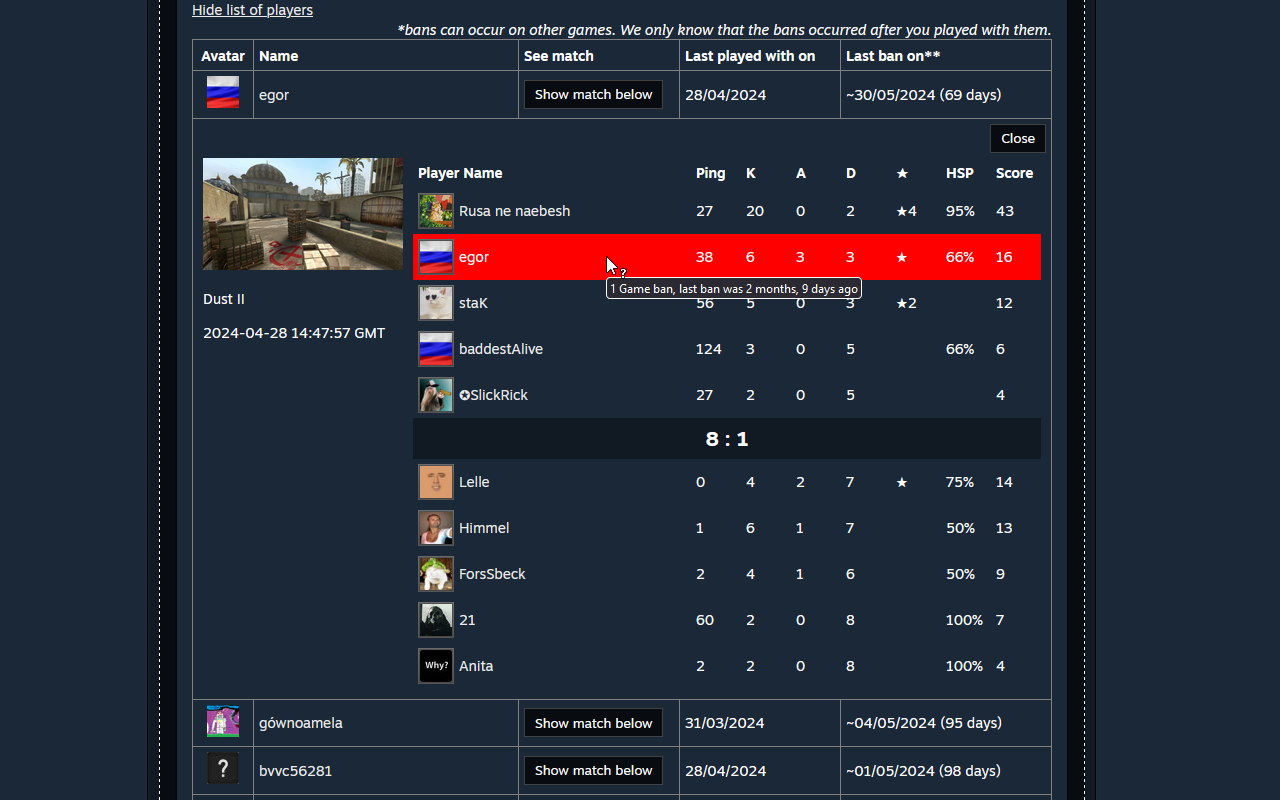 Hide list of players
*bans can occur on other games. We only know that the bans occurred after you played with them.
Avatar Name See match Last played with on Last ban on**
egor Show match below 28/04/2024 ~30/05/2024 (69 days)
Close
Player Name Ping K A D ★ HSP Score
Rusa ne naebesh 27 20 0 2 ★4 95% 43
egor 38 6 3 3 ★ 66% 16
1 Game ban, last ban was 2 months, 9 days ago
Dust II
staK 56 5 0 3 ★2 12
2024-04-28 14:47:57 GMT
baddestAlive 124 3 0 5 66% 6
✪SlickRick 27 2 0 5 4
8 : 1
Lelle 0 4 2 7 ★ 75% 14
Himmel 1 6 1 7 50% 13
ForsSbeck 2 4 1 6 50% 9
21 60 2 0 8 100% 7
Why? Anita 2 2 0 8 100% 4
gównoamela Show match below 31/03/2024 ~04/05/2024 (95 days)
? bvvc56281 Show match below 28/04/2024 ~01/05/2024 (98 days)